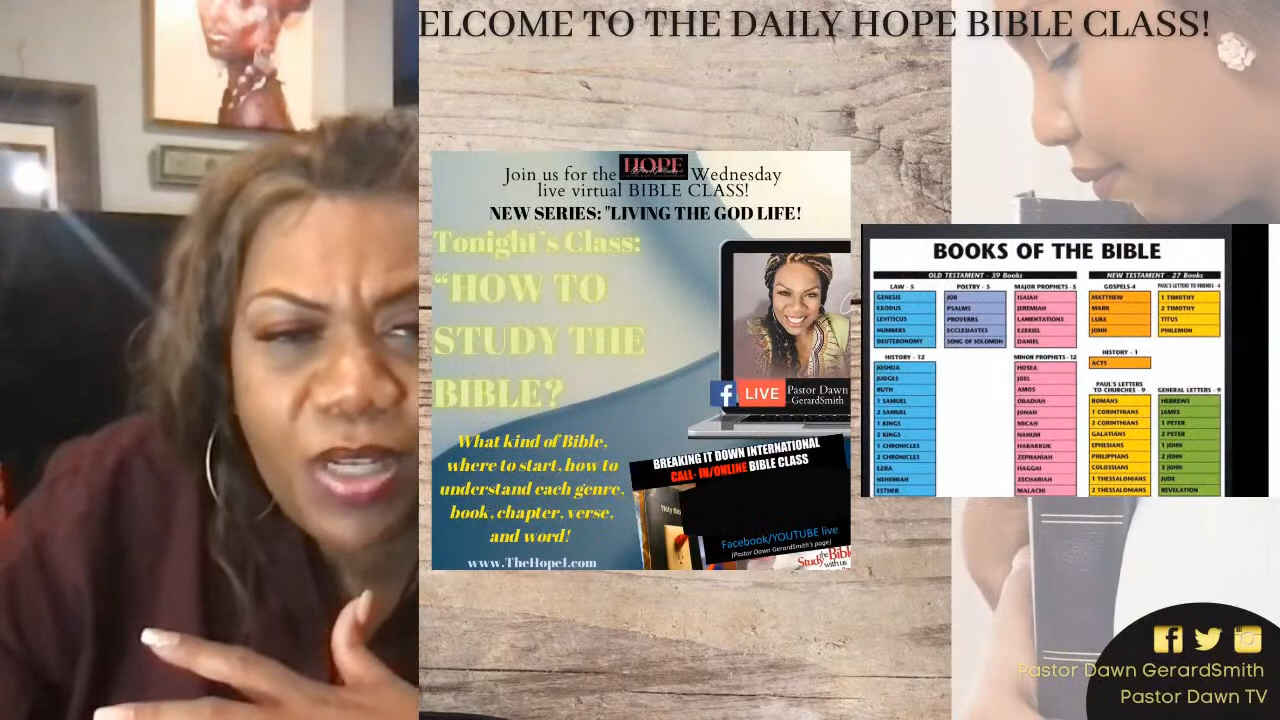 ELCOME TO THE DAILY HOPE BIBLE CLASS!
Join us for the HOPE Wednesday
live virtual BIBLE CLASS!
NEW SERIES: "LIVING THE GOD LIFE!
Tonight's Class:
"HOW TO
STUDY THE
BIBLE?
LIVE
Pastor Dawn
GerardSmith
What kind of Bible,
where to start, how to
understand each genre,
book, chapter, verse,
and word!
www.TheHope1.com
BREAKING IT DOWN INTERNATIONAL
CALL- IN/ONLINE BIBLE CLASS
Facebook/YOUTUBE live
(Pastor Dawn GerardSmith's page)
Study the Bible
with us
BOOKS OF THE BIBLE
OLD TESTAMENT - 39 Books
LAW - 5
GENESIS
EXODUS
LEVITICUS
NUMBERS
DEUTERONOMY
HISTORY - 12
JOSHUA
JUDGES
RUTH
1 SAMUEL
2 SAMUEL
1 KINGS
2 KINGS
1 CHRONICLES
2 CHRONICLES
EZRA
NEHEMIAH
ESTHER
POETRY - 5
JOB
PSALMS
PROVERBS
ECCLESIASTES
SONG OF SOLOMON
MAJOR PROPHETS - 5
ISAIAH
JEREMIAH
LAMENTATIONS
EZEKIEL
DANIEL
MINOR PROPHETS - 12
HOSEA
JOEL
AMOS
OBADIAH
JONAH
MICAH
NAHUM
HABAKKUK
ZEPHANIAH
HAGGAI
ZECHARIAH
MALACHI
NEW TESTAMENT - 27 Books
GOSPELS-4
MATTHEW
MARK
LUKE
JOHN
HISTORY - 1
ACTS
PAUL'S LETTERS
TO CHURCHES - 9
ROMANS
1 CORINTHIANS
2 CORINTHIANS
GALATIANS
EPHESIANS
PHILIPPIANS
COLOSSIANS
1 THESSALONIANS
2 THESSALONIANS
PAUL'S LETTERS TO FRIENDS - 4
1 TIMOTHY
2 TIMOTHY
TITUS
PHILEMON
GENERAL LETTERS - 9
HEBREWS
JAMES
1 PETER
2 PETER
1 JOHN
2 JOHN
3 JOHN
JUDE
REVELATION
Pastor Dawn GerardSmith
Pastor Dawn TV